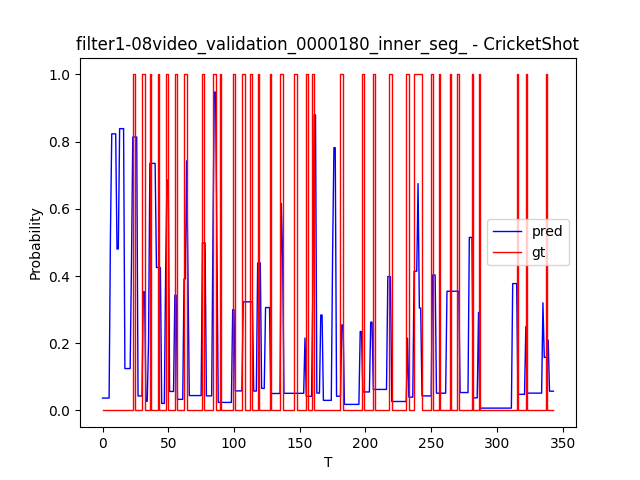 filter1-08video_validation_0000180_inner_seg_ - CricketShot
1.0
0.8
0.6
0.4
0.2
0.0
Probability
pred
gt
0 50 100 150 200 250 300 350
T